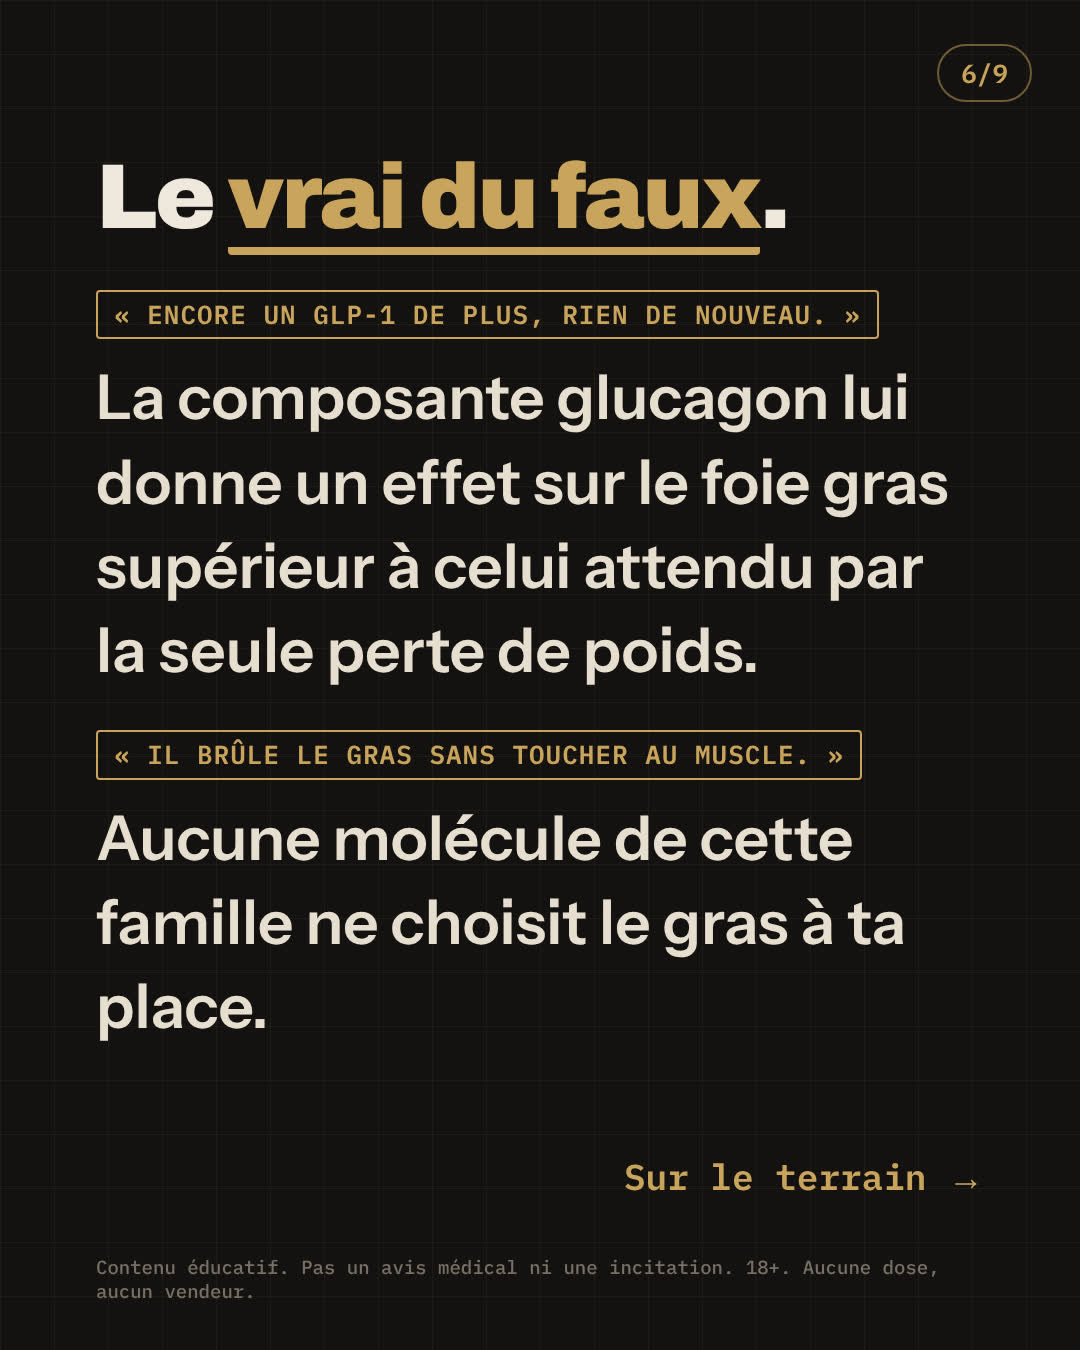 6/9
Le vrai du faux.
« ENCORE UN GLP-1 DE PLUS, RIEN DE NOUVEAU. »
La composante glucagon lui
donne un effet sur le foie gras
supérieur à celui attendu par
la seule perte de poids.
« IL BRÛLE LE GRAS SANS TOUCHER AU MUSCLE. »
Aucune molécule de cette
famille ne choisit le gras à ta
place.
Sur le terrain →
Contenu éducatif. Pas un avis médical ni une incitation. 18+. Aucune dose,
aucun vendeur.